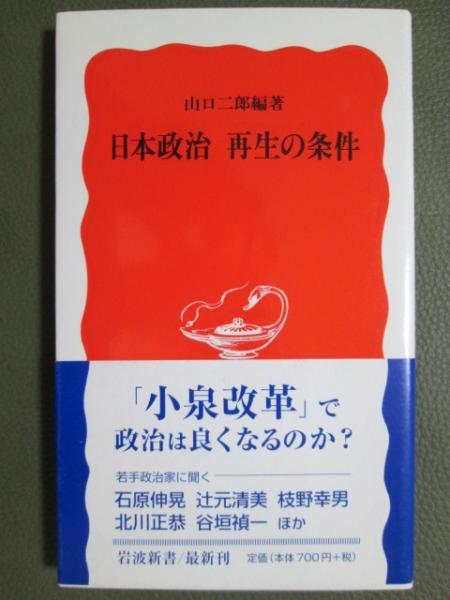 山口二郎編著
日本政治 再生の条件
「小泉改革」で
政治は良くなるのか?
若手政治家に聞く
石原伸晃 辻元清美 枝野幸男
北川正恭 谷垣禎一 ほか
岩波新書/最新刊 定価(本体700円+税)